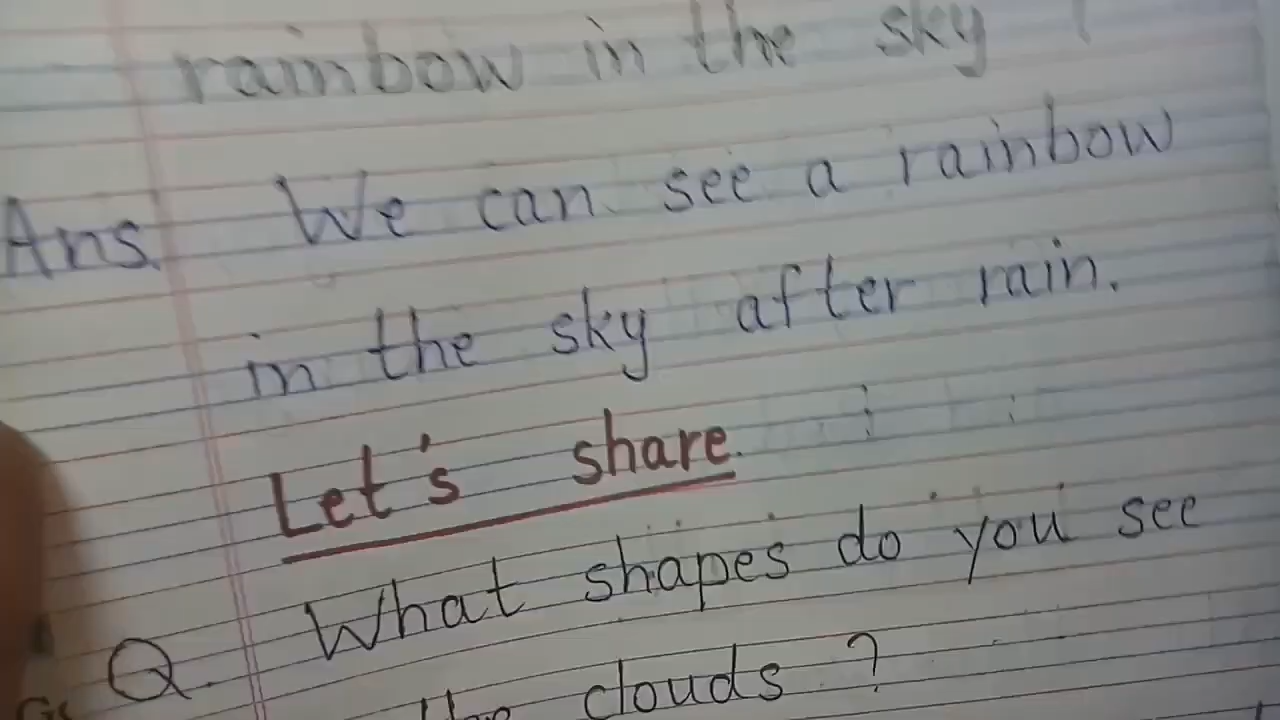 rainbow in the sky
Ans. We can see a rainbow
in the sky after rain.
Let's share.
Q. What shapes do you see
the clouds ?